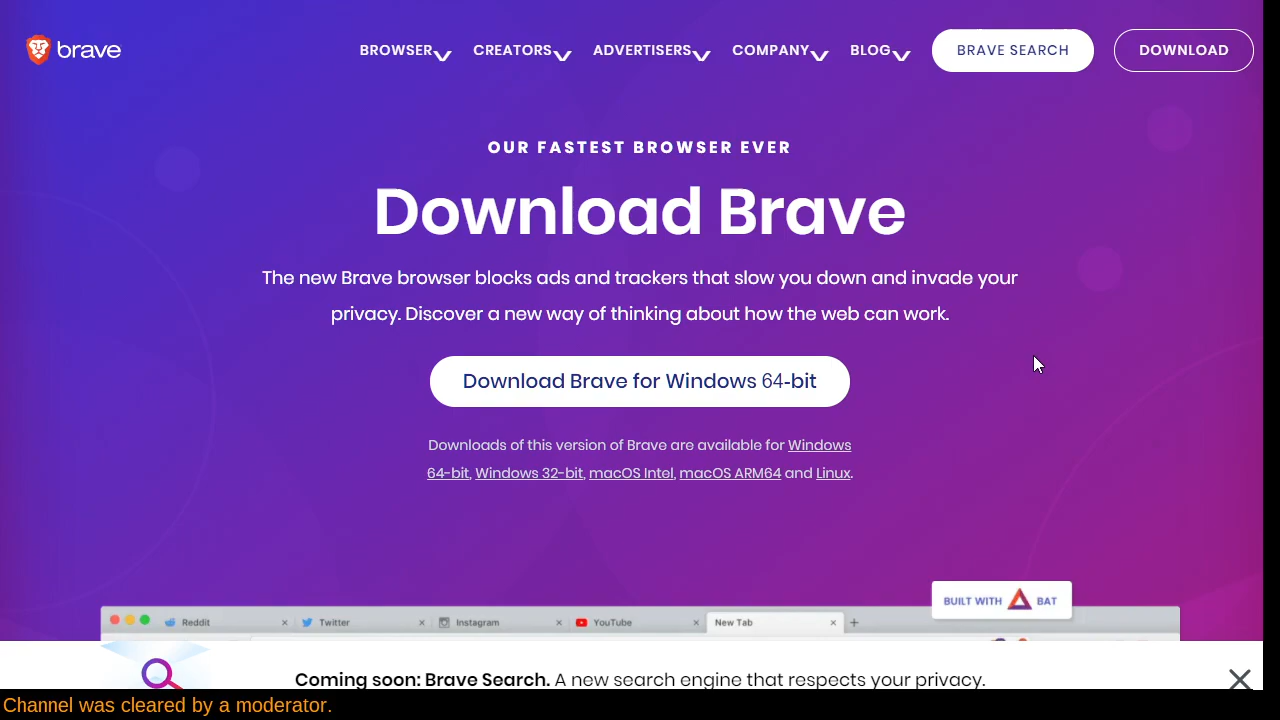 brave
BROWSER CREATORS ADVERTISERS COMPANY BLOG BRAVE SEARCH DOWNLOAD
OUR FASTEST BROWSER EVER
Download Brave
The new Brave browser blocks ads and trackers that slow you down and invade your
privacy. Discover a new way of thinking about how the web can work.
Download Brave for Windows 64-bit
Downloads of this version of Brave are available for Windows
64-bit, Windows 32-bit, macOS Intel, macOS ARM64 and Linux.
BUILT WITH BAT
Reddit Twitter Instagram YouTube New Tab
Coming soon: Brave Search. A new search engine that respects your privacy.
Channel was cleared by a moderator.